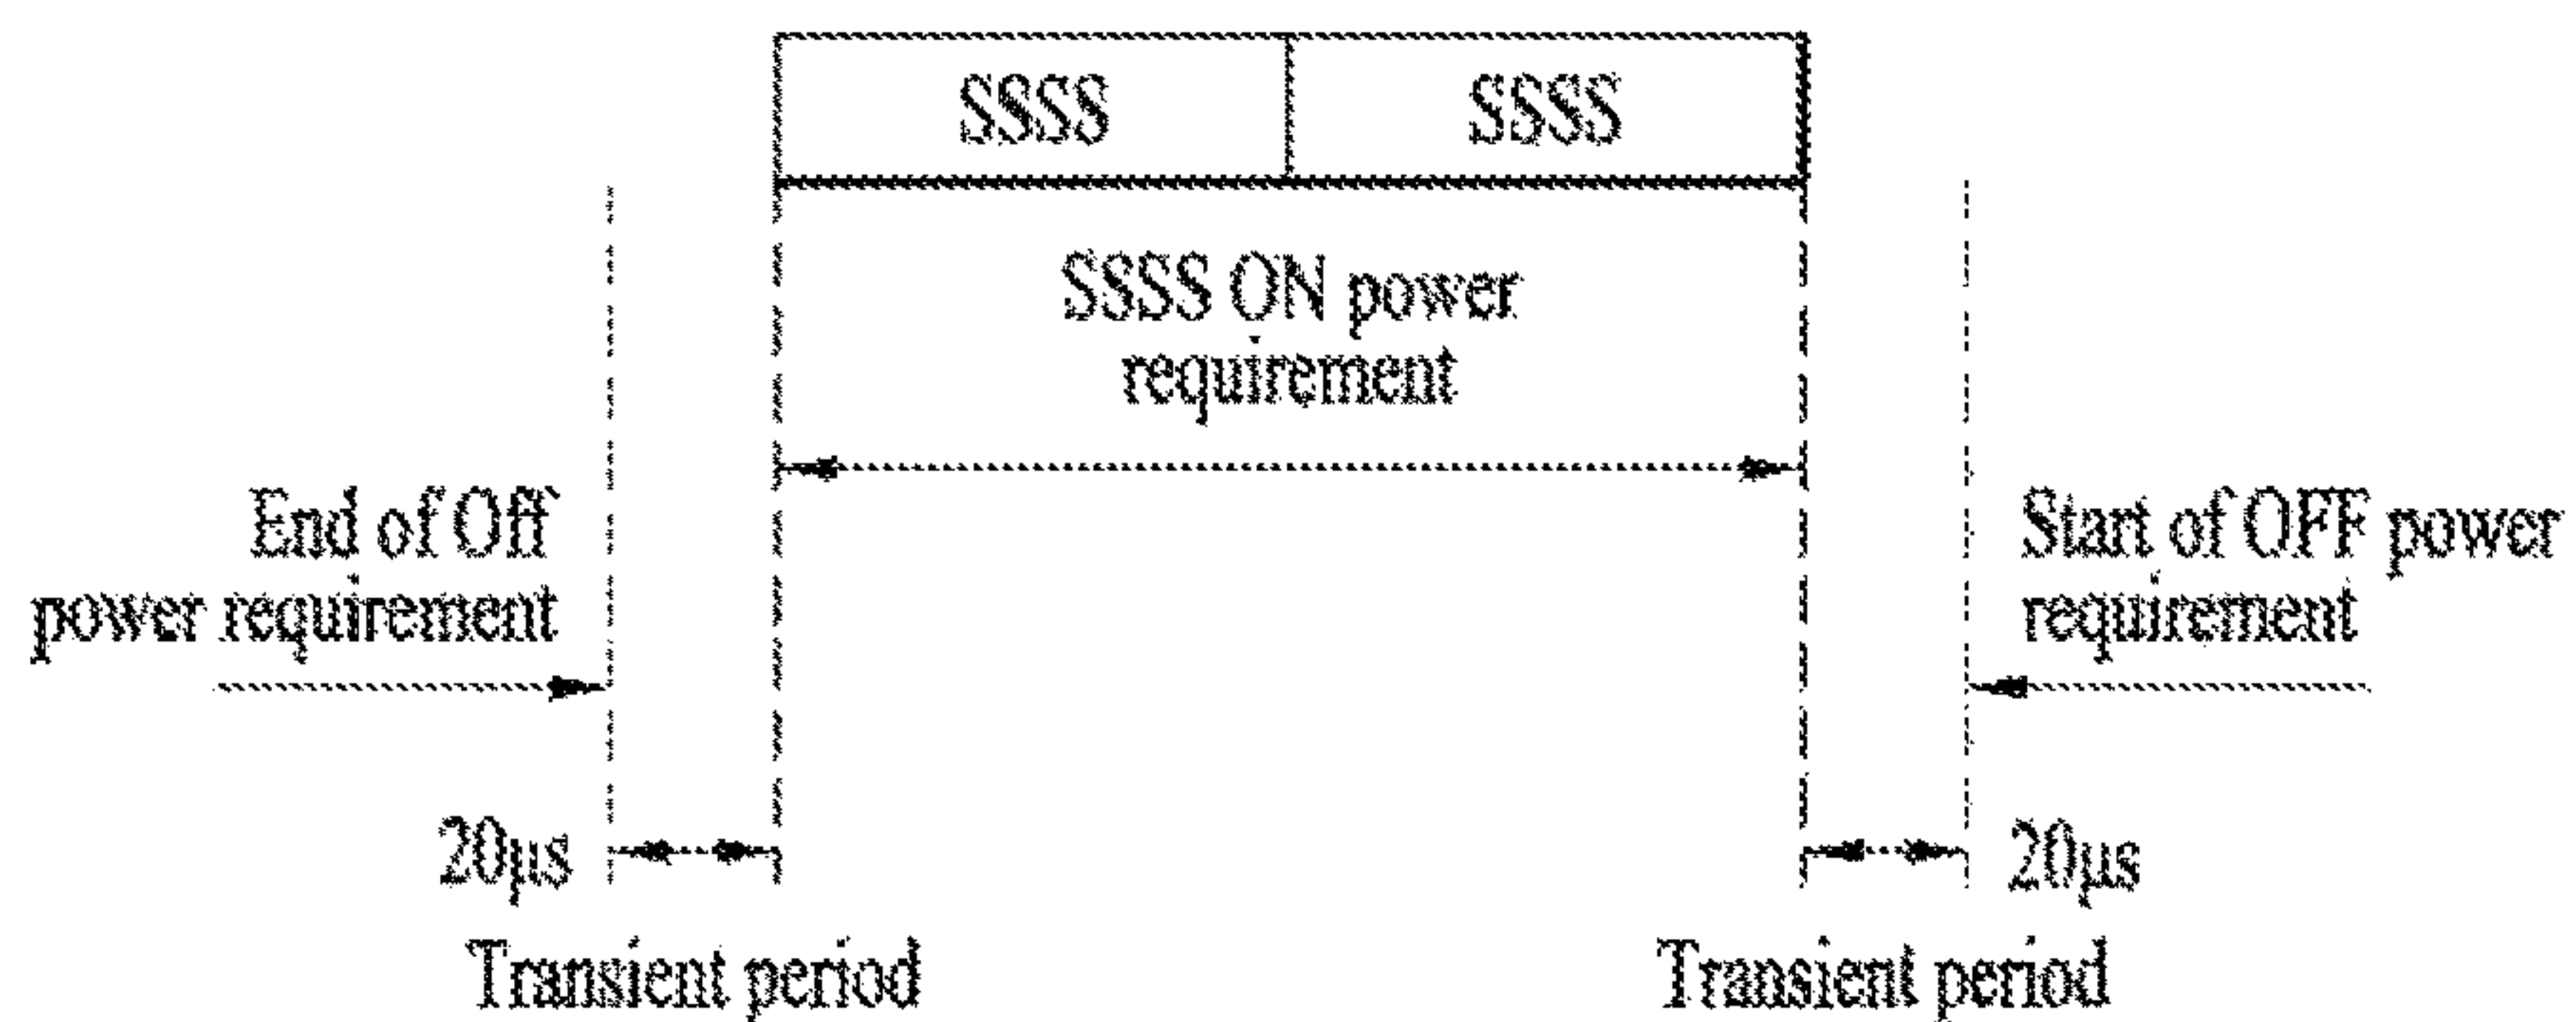 SSSS SSSS
SSSS ON power
requirement
End of Off
power requirement
Start of OFF power
requirement
20μs
20μs
Transient period
Transient period